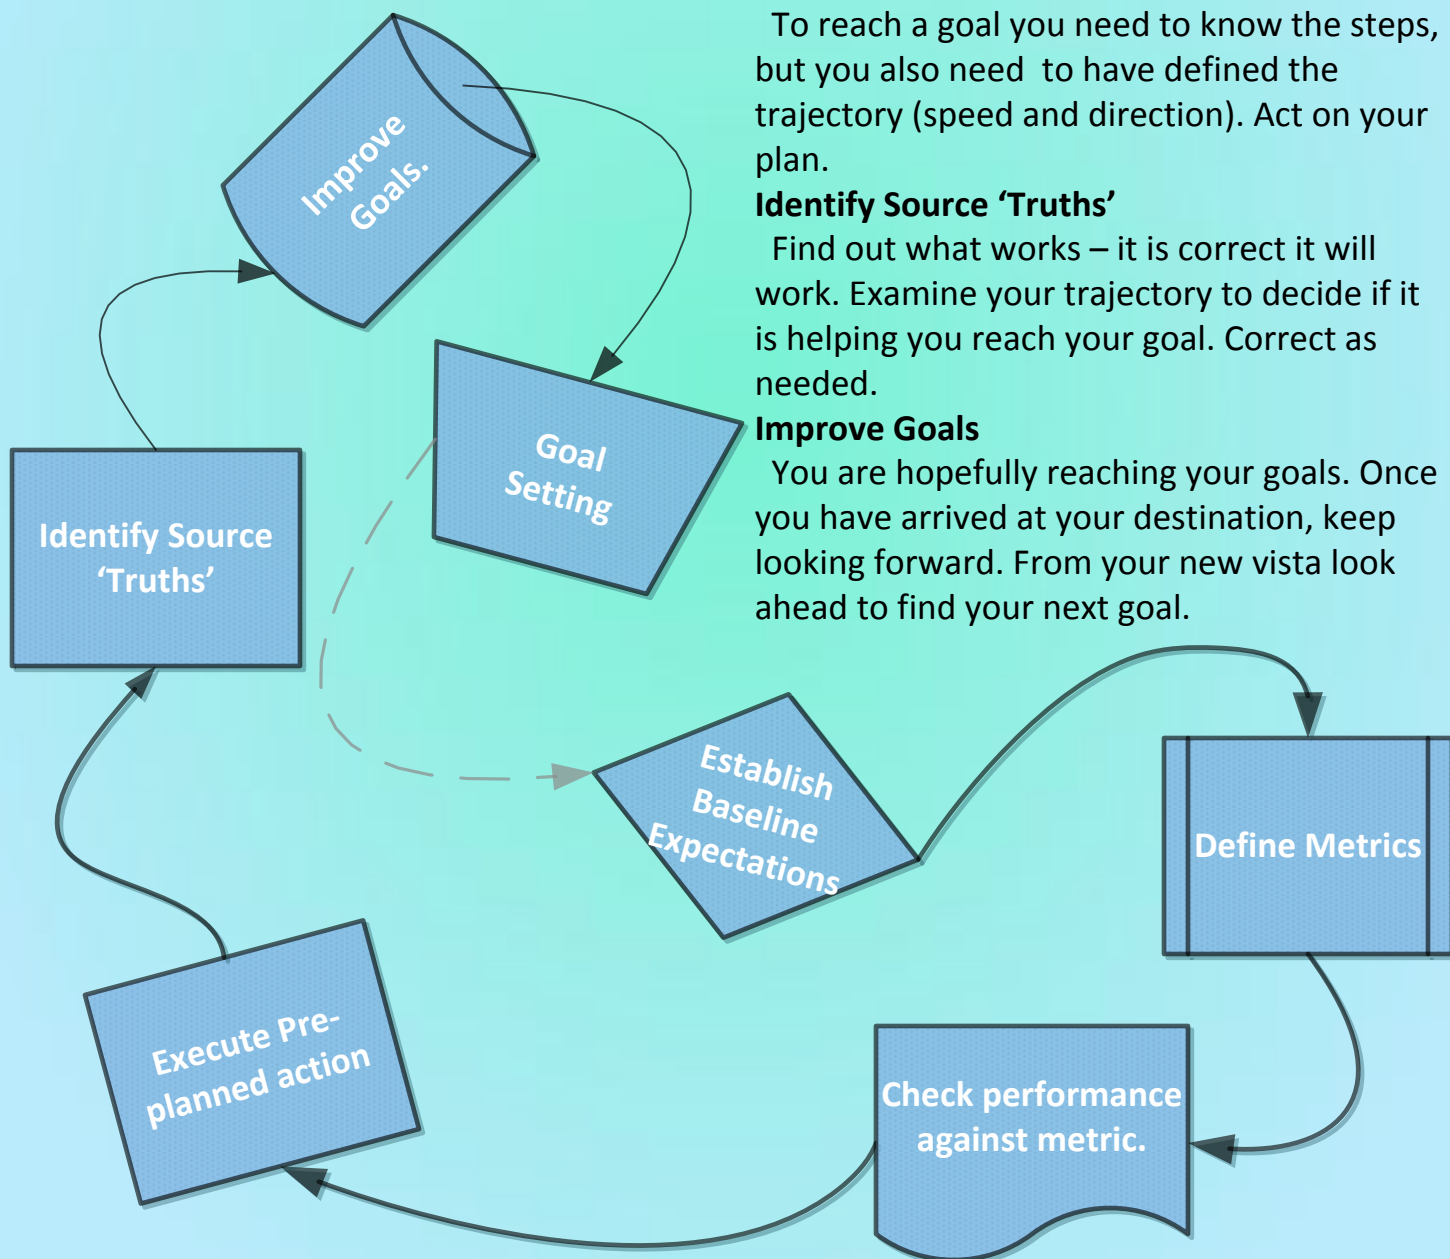 To reach a goal you need to know the steps,
but you also need  to have defined the
trajectory (speed and direction). Act on your
plan.
Identify Source ‘Truths’
Find out what works – it is correct it will
work. Examine your trajectory to decide if it
is helping you reach your goal. Correct as
needed.
Improve Goals
You are hopefully reaching your goals. Once
you have arrived at your destination, keep
looking forward. From your new vista look
ahead to find your next goal.
Improve
Goals.
Goal
Setting
Establish
Baseline
Expectations
Define Metrics
Check performance
against metric.
Execute Pre-
planned action
Identify Source
‘Truths’